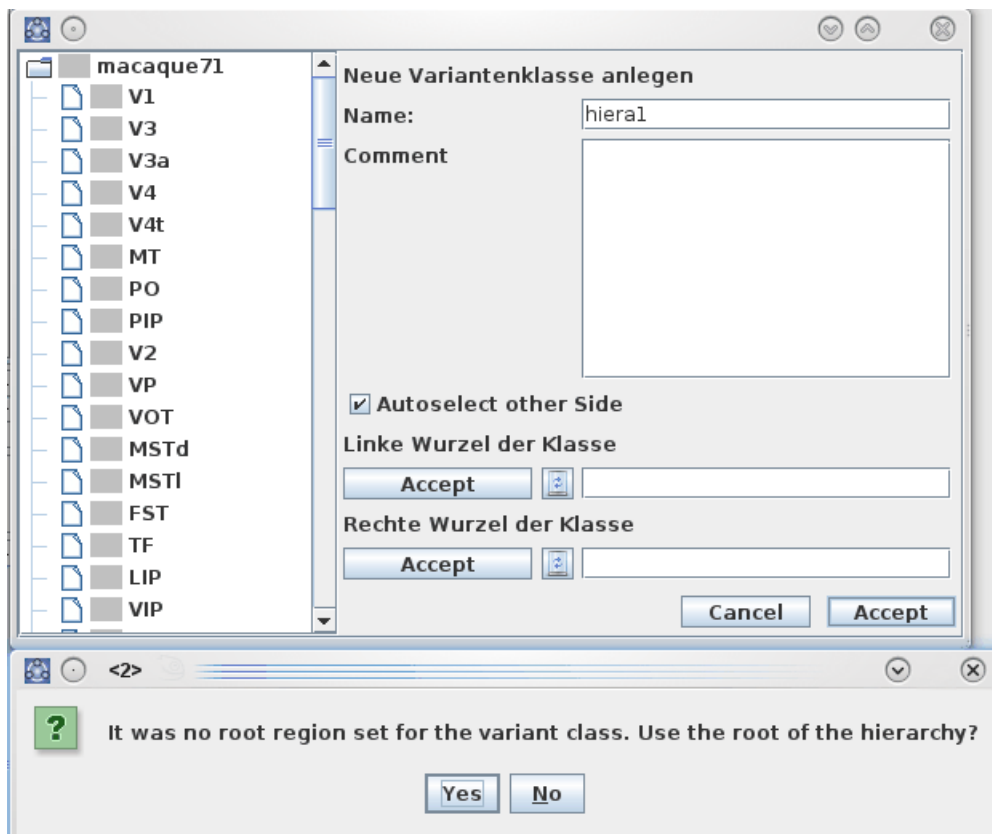 macaque71
V1
V3
V3a
V4
V4t
MT
PO
PIP
V2
VP
VOT
MSTd
MSTl
FST
TF
LIP
VIP
Neue Variantenklasse anlegen
Name: hiera1
Comment
Autoselect other Side
Linke Wurzel der Klasse
Accept
Rechte Wurzel der Klasse
Accept
Cancel Accept
<2>
It was no root region set for the variant class. Use the root of the hierarchy?
Yes No